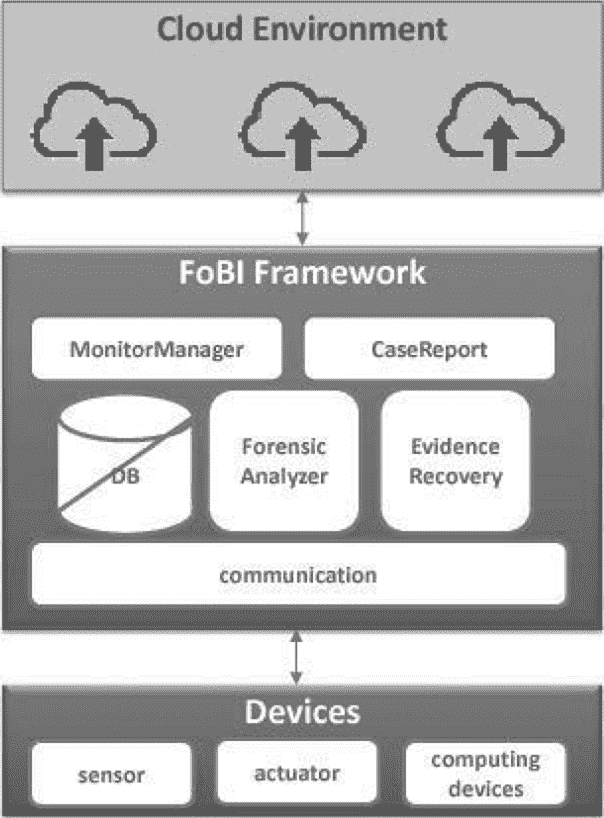 Cloud Environment
FoBI Framework
MonitorManager
CaseReport
DB
Forensic
Analyzer
Evidence
Recovery
communication
Devices
sensor
actuator
computing
devices